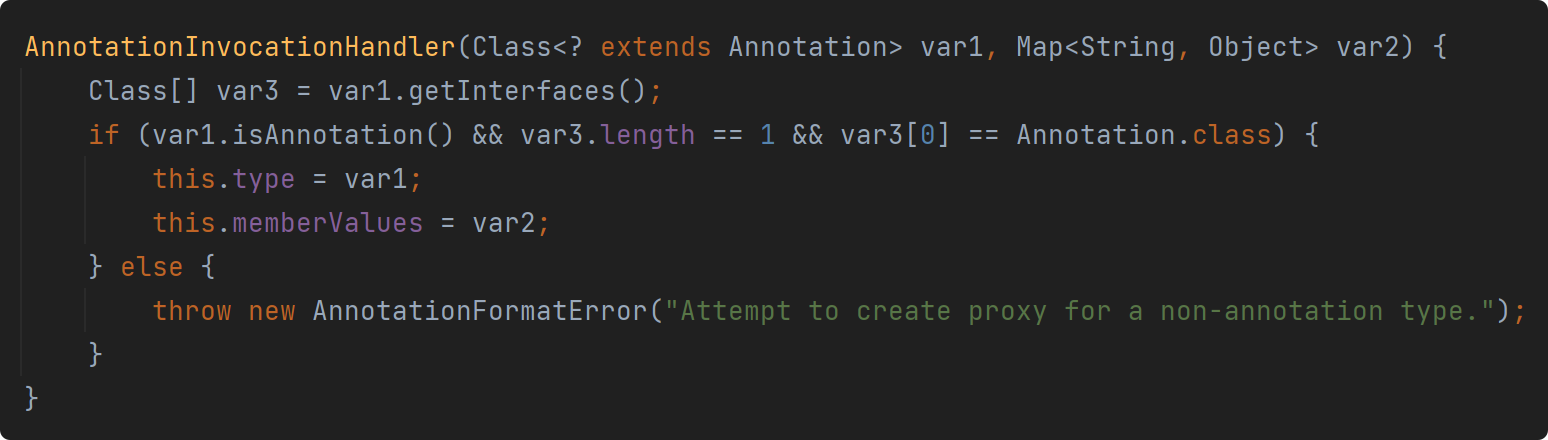 AnnotationInvocationHandler(Class<? extends Annotation> var1, Map<String, Object> var2) {
    Class[] var3 = var1.getInterfaces();
    if (var1.isAnnotation() && var3.length == 1 && var3[0] == Annotation.class) {
        this.type = var1;
        this.memberValues = var2;
    } else {
        throw new AnnotationFormatError("Attempt to create proxy for a non-annotation type.");
    }
}